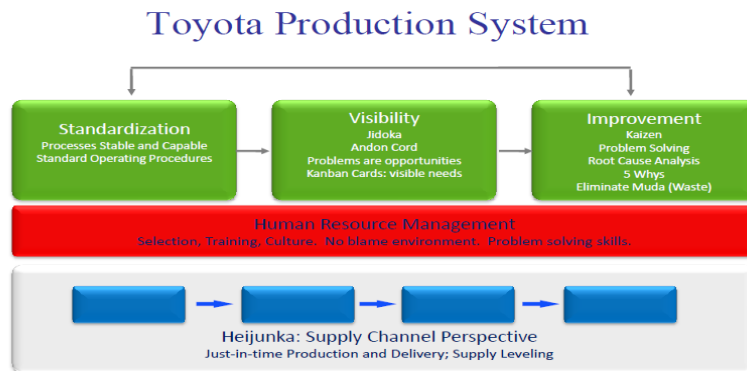 Toyota Production System
Standardization
Processes Stable and Capable
Standard Operating Procedures
Visibility
Jidoka
Andon Cord
Problems are opportunities
Kanban Cards: visible needs
Improvement
Kaizen
Problem Solving
Root Cause Analysis
5 Whys
Eliminate Muda (Waste)
Human Resource Management
Selection, Training, Culture. No blame environment. Problem solving skills.
Heijunka: Supply Channel Perspective
Just-in-time Production and Delivery; Supply Leveling